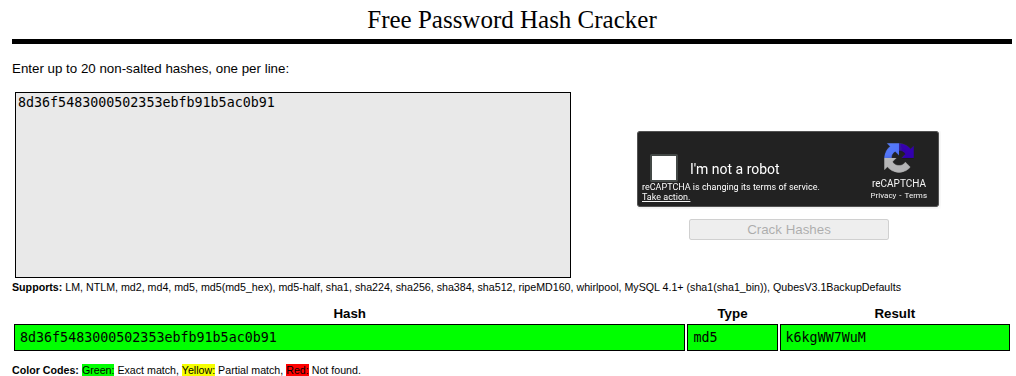 Free Password Hash Cracker
Enter up to 20 non-salted hashes, one per line:
8d36f5483000502353ebfb91b5ac0b91
I'm not a robot
reCAPTCHA is changing its terms of service.
Take action.
reCAPTCHA
Privacy - Terms
Crack Hashes
Supports: LM, NTLM, md2, md4, md5, md5(md5_hex), md5-half, sha1, sha224, sha256, sha384, sha512, ripeMD160, whirlpool, MySQL 4.1+ (sha1(sha1_bin)), QubesV3.1BackupDefaults
Hash Type Result
8d36f5483000502353ebfb91b5ac0b91 md5 k6kgWW7WuM
Color Codes: Green: Exact match, Yellow: Partial match, Red: Not found.